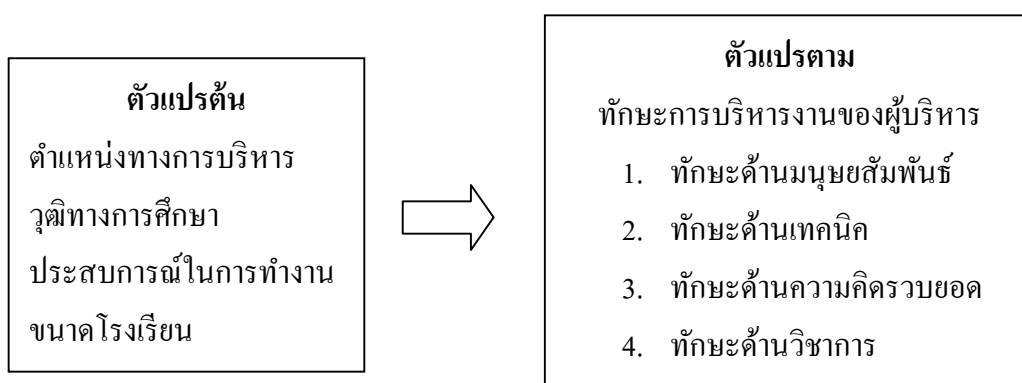 ตัวแปรต้น
ตำแหน่งทางการบริหาร
วุฒิทางการศึกษา
ประสบการณ์ในการทำงาน
ขนาดโรงเรียน
ตัวแปรตาม
ทักษะการบริหารงานของผู้บริหาร
1. ทักษะด้านมนุษยสัมพันธ์
2. ทักษะด้านเทคนิค
3. ทักษะด้านความคิดรวบยอด
4. ทักษะด้านวิชาการ